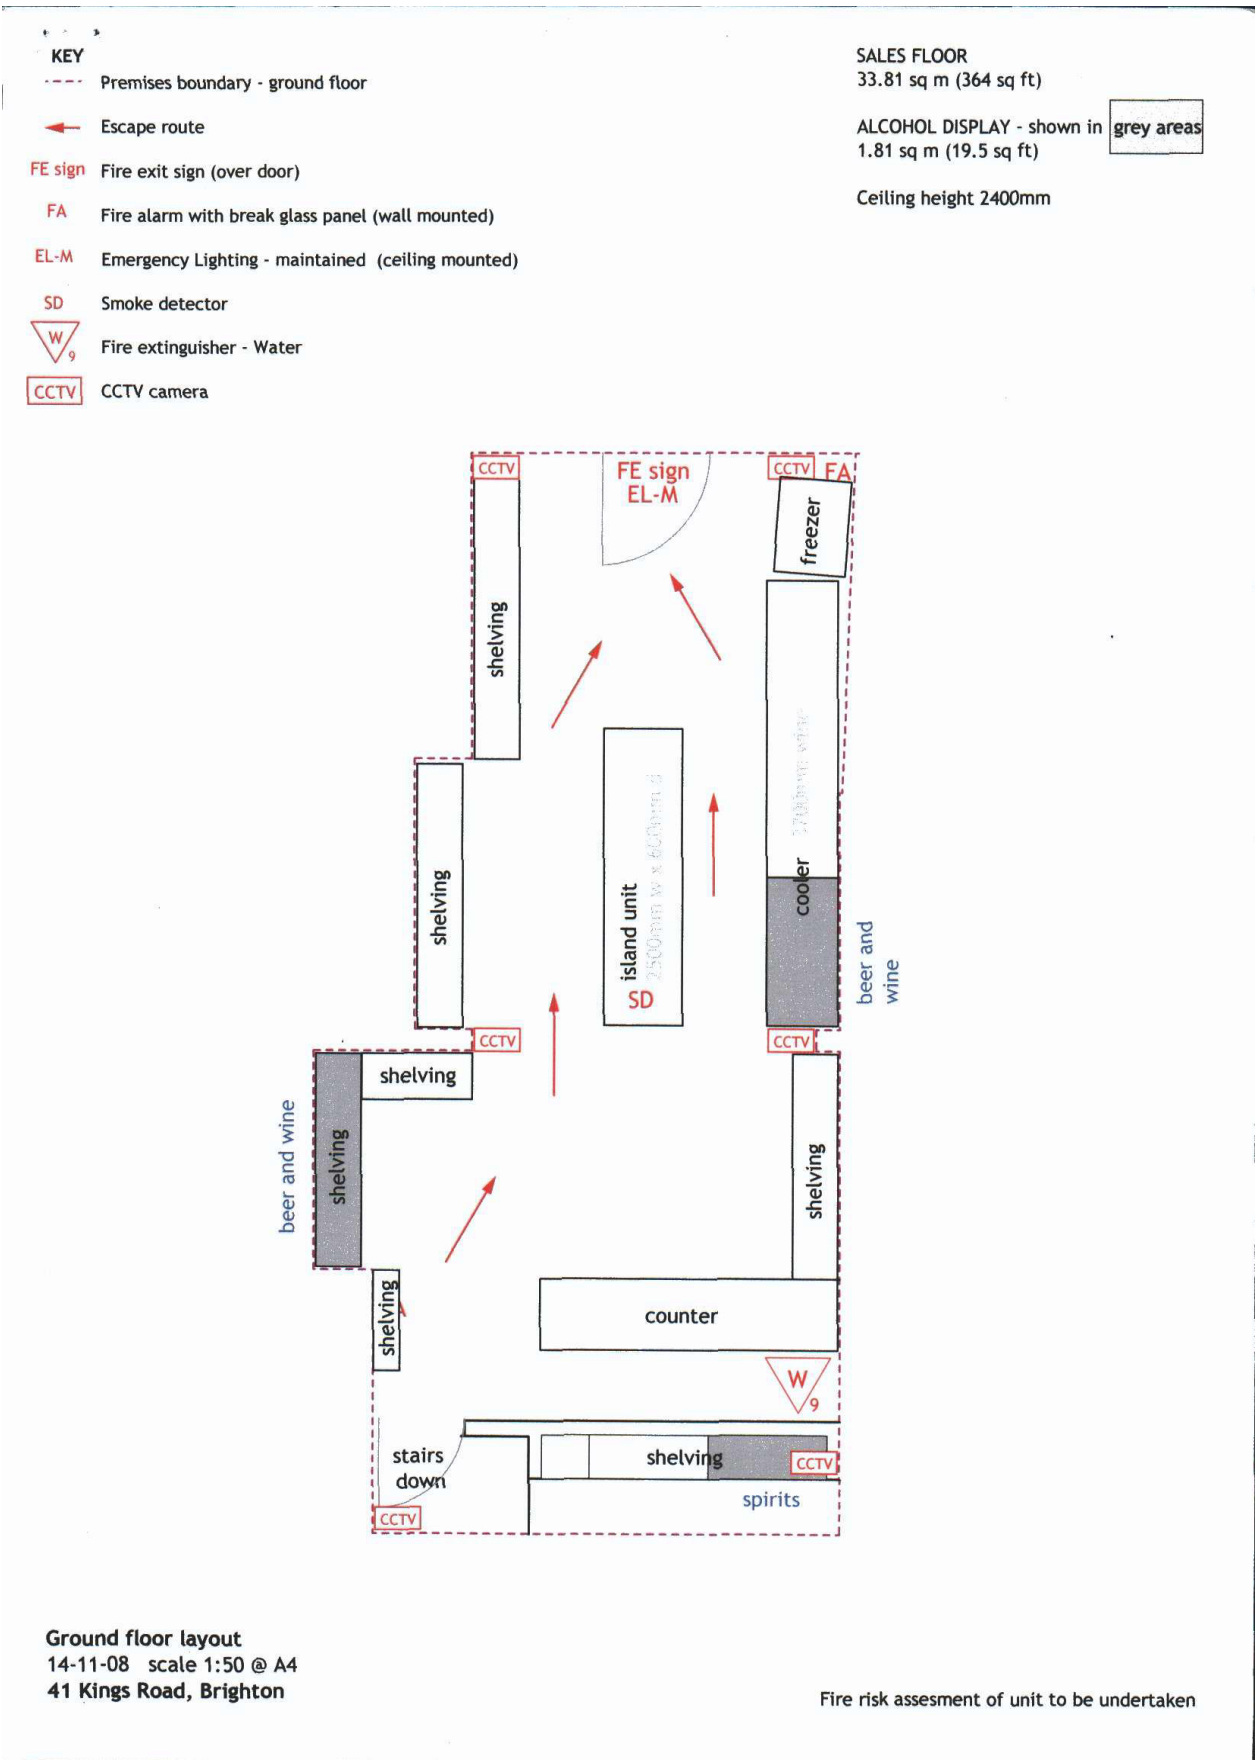 KEY
Premises boundary - ground floor
Escape route
FE sign Fire exit sign (over door)
FA Fire alarm with break glass panel (wall mounted)
EL-M Emergency Lighting - maintained (ceiling mounted)
SD Smoke detector
W 9 Fire extinguisher - Water
CCTV CCTV camera
SALES FLOOR
33.81 sq m (364 sq ft)
ALCOHOL DISPLAY - shown in grey areas
1.81 sq m (19.5 sq ft)
Ceiling height 2400mm
CCTV
FE sign
EL-M
CCTV FA
freezer
shelving
shelving
island unit
2500mm w x 600mm d
SD
cooler
beer and
wine
CCTV
CCTV
shelving
shelving
beer and wine
shelving
shelving
counter
W 9
stairs
down
shelving
CCTV
spirits
CCTV
Ground floor layout
14-11-08 scale 1:50 @ A4
41 Kings Road, Brighton
Fire risk assesment of unit to be undertaken